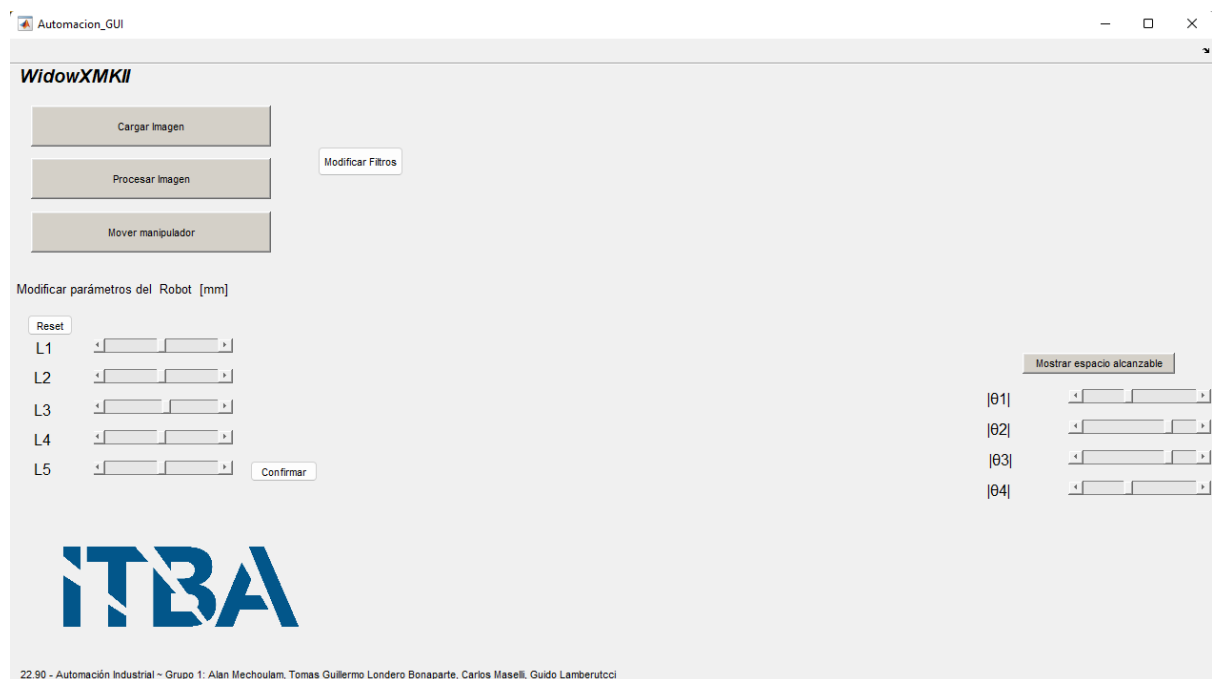 Automacion_GUI
WidowXMKII
Cargar Imagen
Modificar Filtros
Procesar Imagen
Mover manipulador
Modificar parámetros del Robot [mm]
Reset
L1
L2
L3
L4
L5
Confirmar
Mostrar espacio alcanzable
|θ1|
|θ2|
|θ3|
|θ4|
ITBA
22.90 - Automación Industrial ~ Grupo 1: Alan Mechoulam, Tomas Guillermo Londero Bonaparte, Carlos Maselli, Guido Lamberutcci